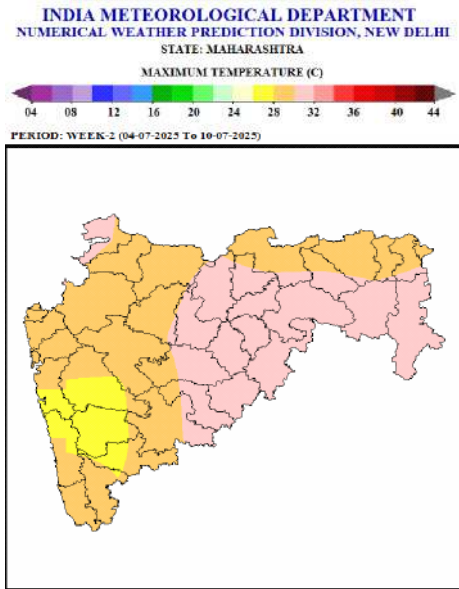 INDIA METEOROLOGICAL DEPARTMENT
NUMERICAL WEATHER PREDICTION DIVISION, NEW DELHI
STATE: MAHARASHTRA
MAXIMUM TEMPERATURE (C)
04 08 12 16 20 24 28 32 36 40 44
PERIOD: WEEK-2 (04-07-2025 To 10-07-2025)